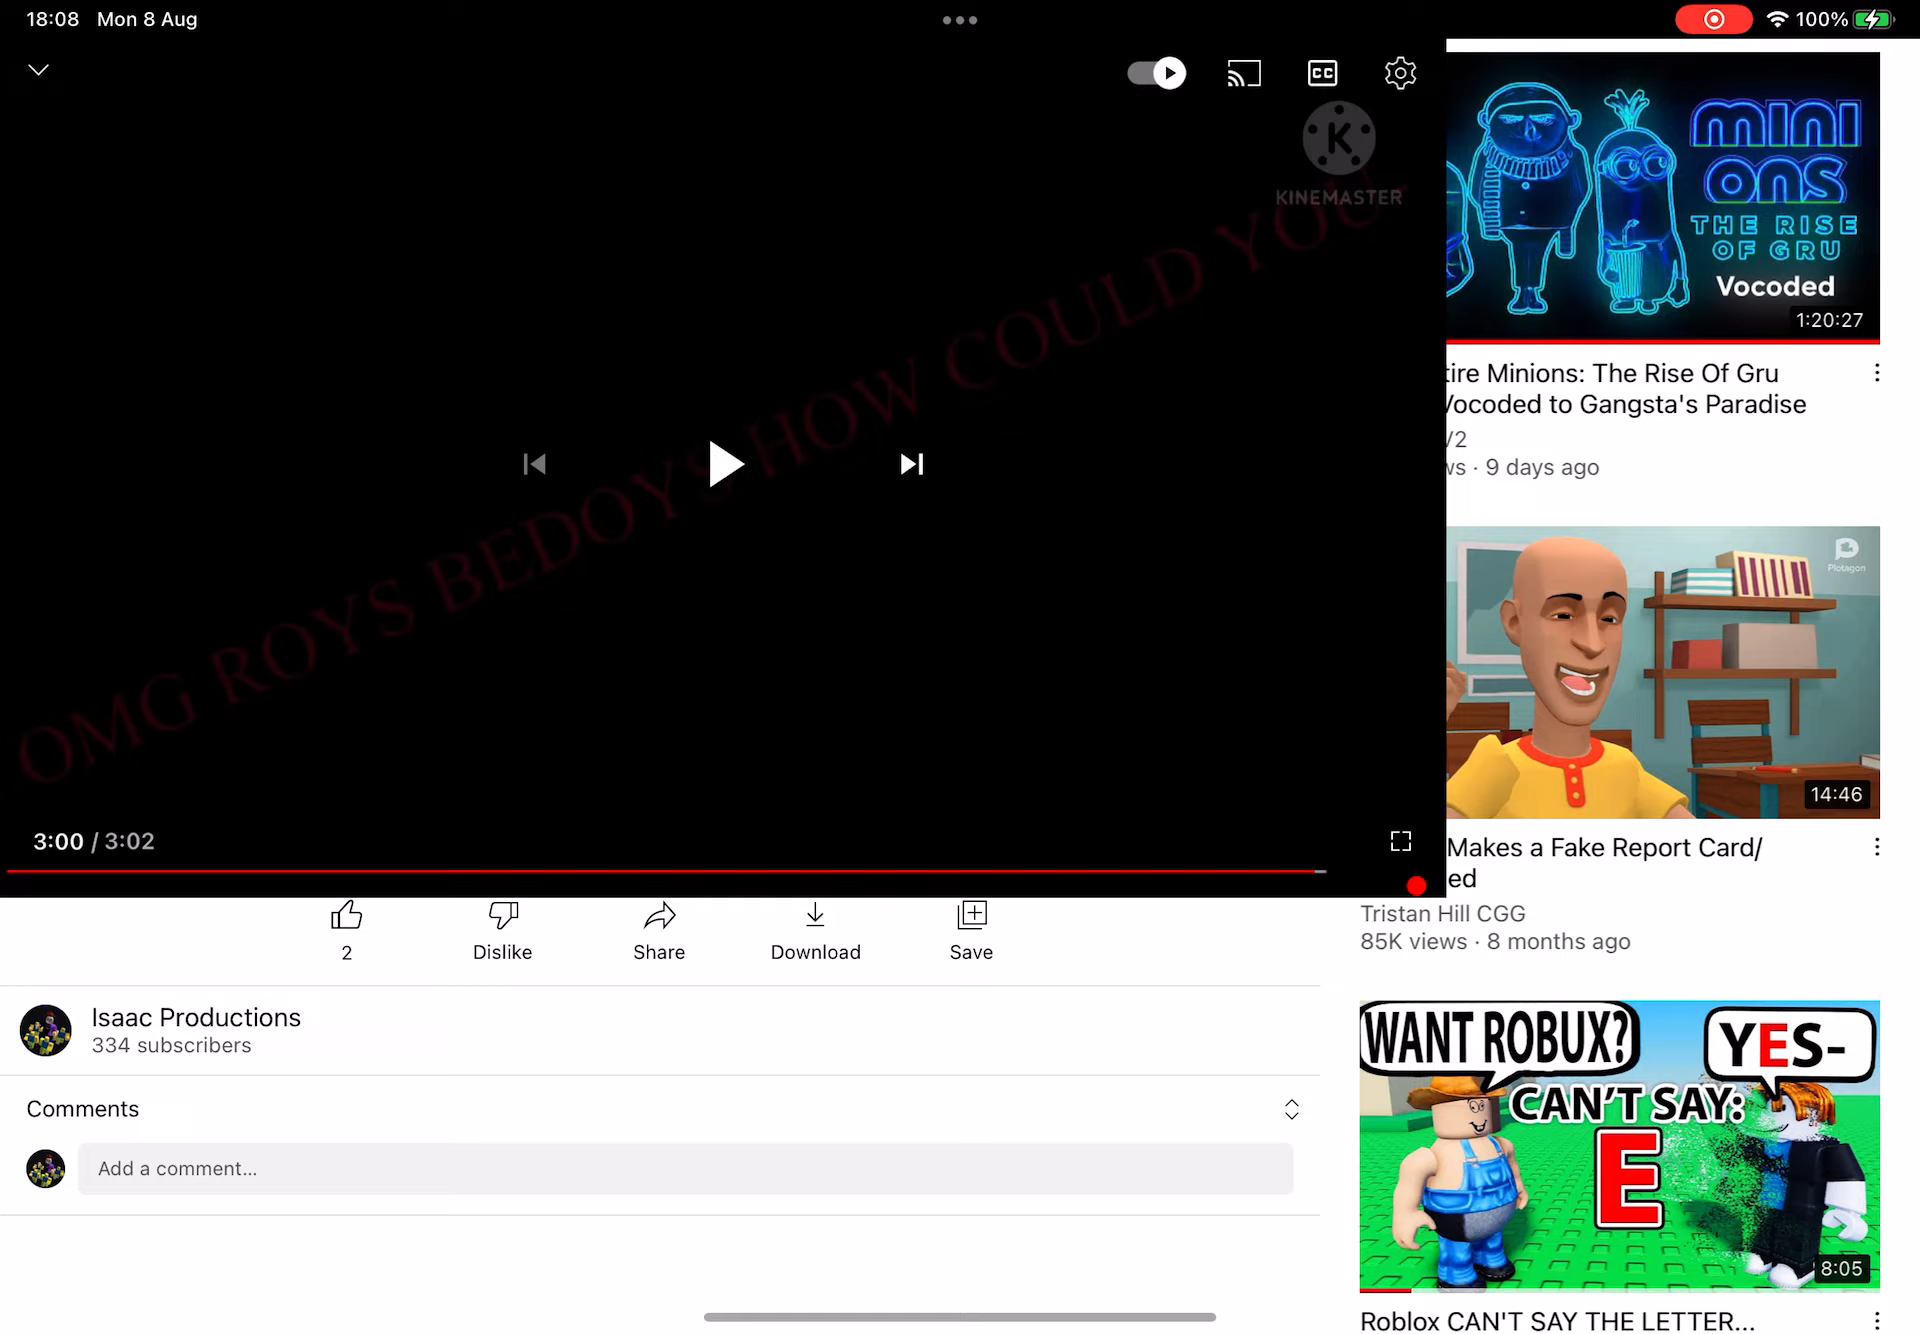 18:08 Mon 8 Aug
100%
CC
K
KINEMASTER
OMG ROYS BEDOYS HOW COULD YOU
3:00 / 3:02
2
Dislike
Share
Download
Save
Isaac Productions
334 subscribers
Comments
Add a comment...
MINI
ONS
THE RISE
OF GRU
Vocoded
1:20:27
tire Minions: The Rise Of Gru
Vocoded to Gangsta's Paradise
/2
ws · 9 days ago
Plotagon
14:46
Makes a Fake Report Card/
ed
Tristan Hill CGG
85K views · 8 months ago
WANT ROBUX?
YES-
CAN'T SAY:
E
8:05
Roblox CAN'T SAY THE LETTER...